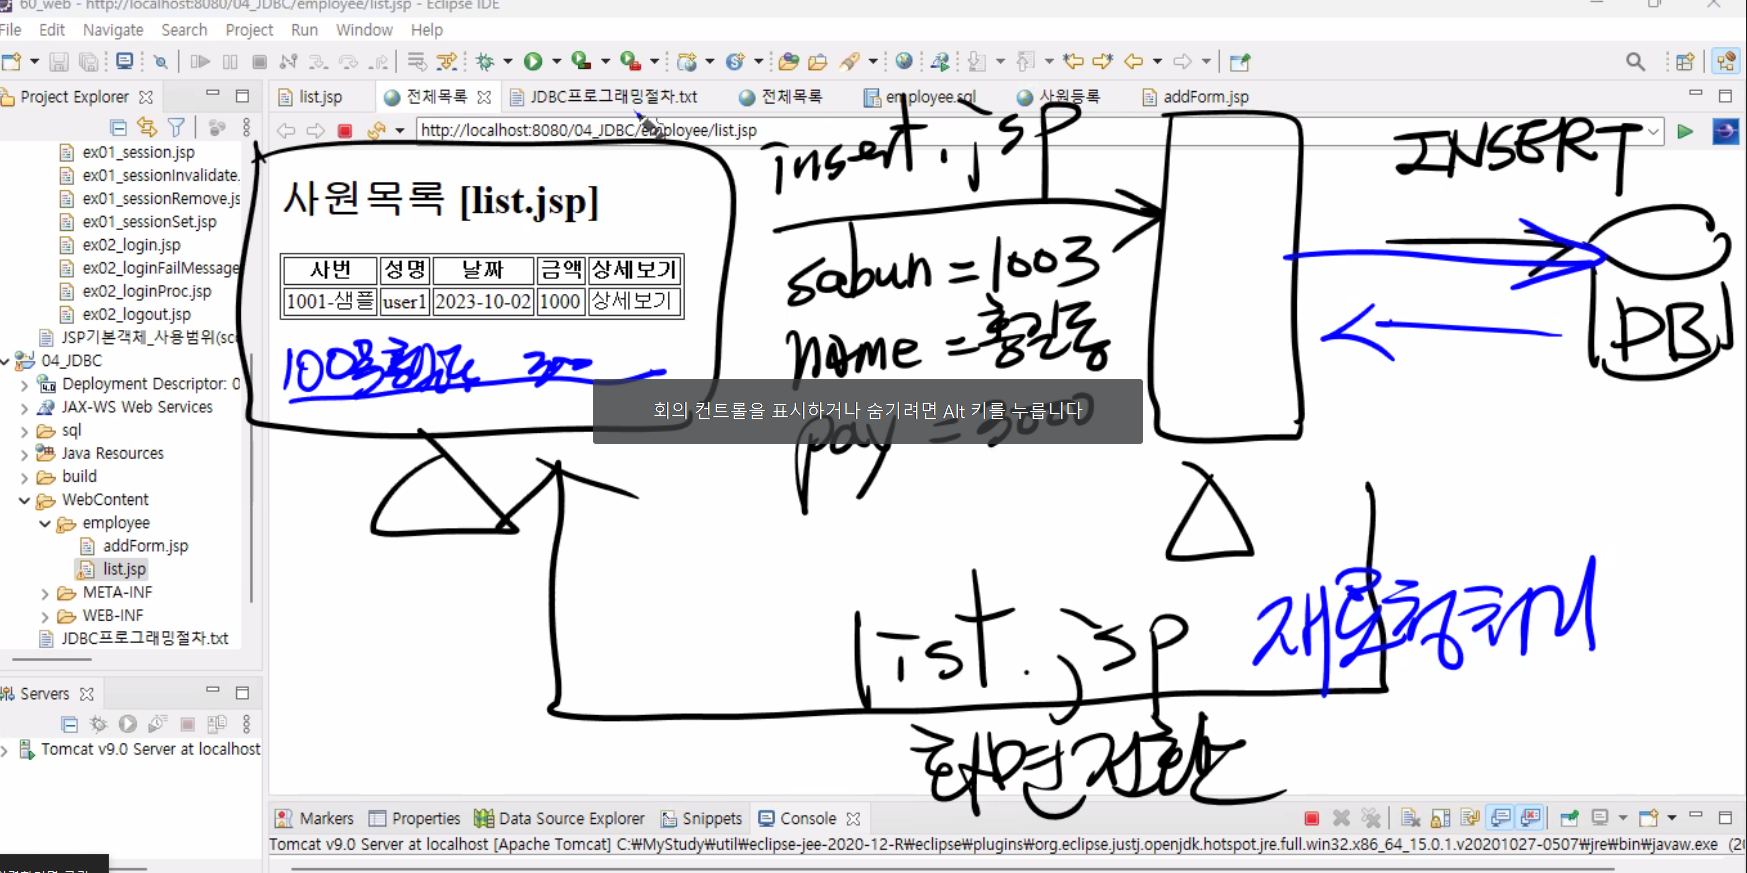 60_web - http://localhost:8080/04_JDBC/employee/list.jsp - Eclipse IDE
File Edit Navigate Search Project Run Window Help
Project Explorer
list.jsp 전체목록 JDBC프로그래밍절차.txt 전체목록 employee.sql 사원등록 addForm.jsp
http://localhost:8080/04_JDBC/employee/list.jsp
ex01_session.jsp
ex01_sessionInvalidate.
ex01_sessionRemove.js
ex01_sessionSet.jsp
ex02_login.jsp
ex02_loginFailMessage
ex02_loginProc.jsp
ex02_logout.jsp
JSP기본객체_사용범위(sco
04_JDBC
Deployment Descriptor: 0
JAX-WS Web Services
sql
Java Resources
build
WebContent
employee
addForm.jsp
list.jsp
META-INF
WEB-INF
JDBC프로그래밍절차.txt
사원목록 [list.jsp]
사번 성명 날짜 금액 상세보기
1001-샘플 user1 2023-10-02 1000 상세보기
insert.jsp
INSERT
sabun = 1003
name = 홍길동
pay = 3000
DB
회의 컨트롤을 표시하거나 숨기려면 Alt 키를 누릅니다
list.jsp
재요청처리
화면전환
Servers
Tomcat v9.0 Server at localhost
Markers Properties Data Source Explorer Snippets Console
Tomcat v9.0 Server at localhost [Apache Tomcat] C:₩MyStudy₩util₩eclipse-jee-2020-12-R₩eclipse₩plugins₩org.eclipse.justj.openjdk.hotspot.jre.full.win32.x86_64_15.0.1.v20201027-0507₩jre₩bin₩javaw.exe (20